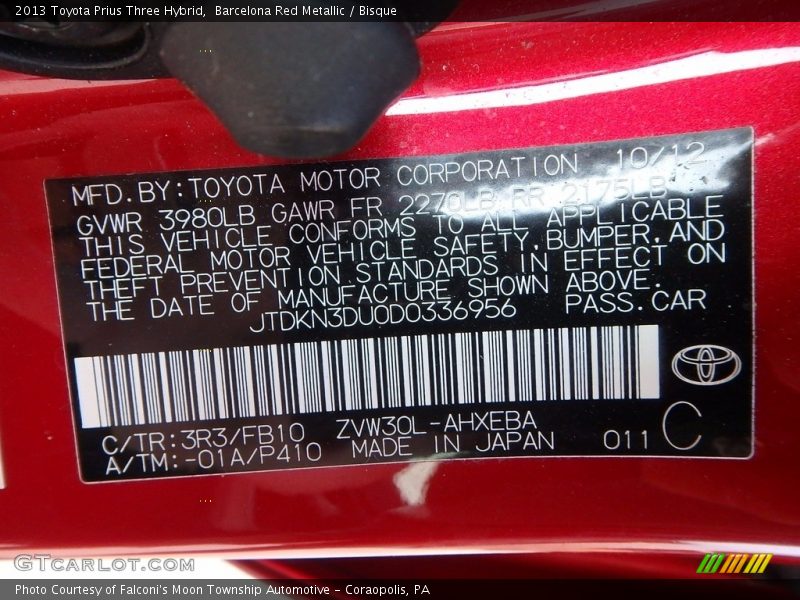 2013 Toyota Prius Three Hybrid,  Barcelona Red Metallic / Bisque
MFD.BY:TOYOTA MOTOR CORPORATION 10/12
GVWR 3980LB GAWR FR 2270LB RR 2175LB
THIS VEHICLE CONFORMS TO ALL APPLICABLE
FEDERAL MOTOR VEHICLE SAFETY,BUMPER,AND
THEFT PREVENTION STANDARDS IN EFFECT ON
THE DATE OF MANUFACTURE SHOWN ABOVE.
JTDKN3DU0D0336956 PASS.CAR
C/TR:3R3/FB10 ZVW30L-AHXEBA
A/TM:-01A/P410 MADE IN JAPAN 011 C
GTCARLOT.COM
Photo Courtesy of Falconi's Moon Township Automotive - Coraopolis, PA